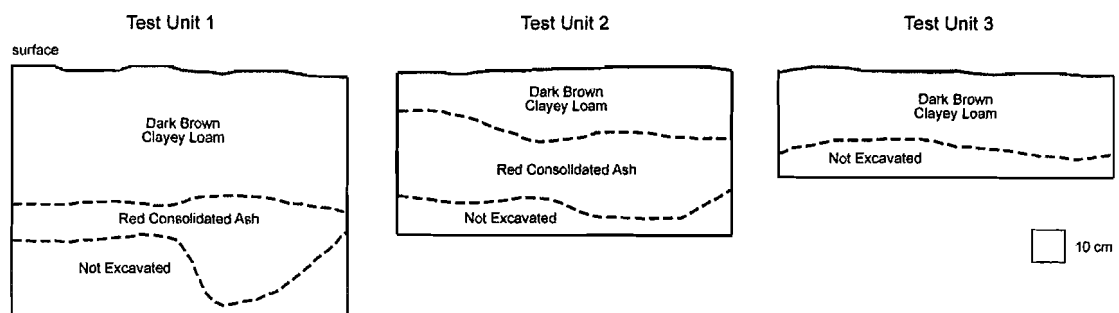 Test Unit 1
surface
Dark Brown
Clayey Loam
Red Consolidated Ash
Not Excavated
Test Unit 2
Dark Brown
Clayey Loam
Red Consolidated Ash
Not Excavated
Test Unit 3
Dark Brown
Clayey Loam
Not Excavated
10 cm